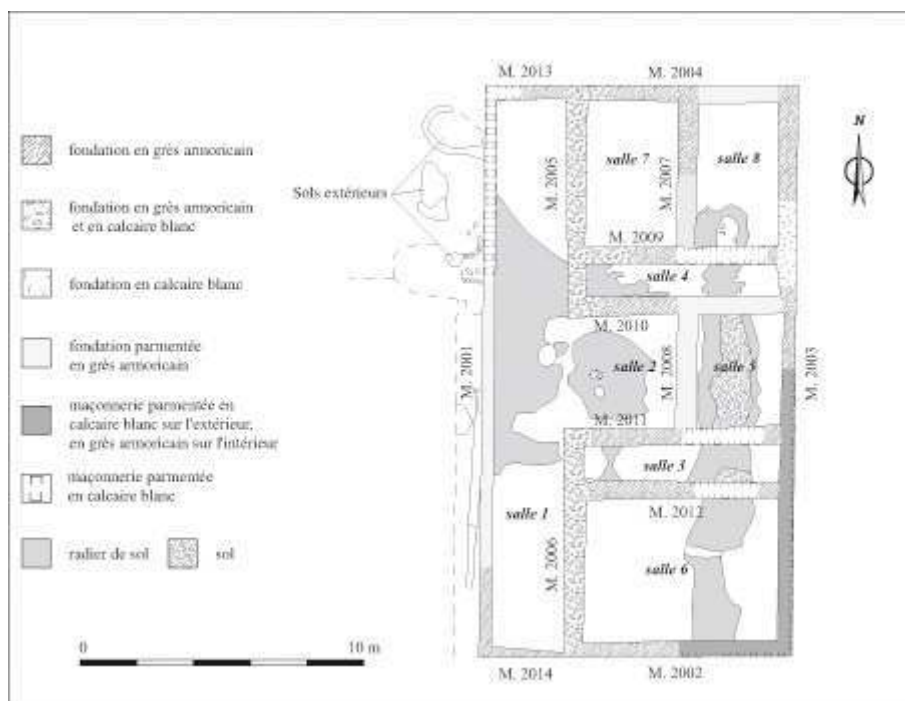 M. 2013
M. 2004
N
fondation en grès armoricain
Sols extérieurs
fondation en grès armoricain
et en calcaire blanc
fondation en calcaire blanc
fondation parmentée
en grès armoricain
maçonnerie parmentée en
calcaire blanc sur l'extérieur,
en grès armoricain sur l'intérieur
maçonnerie parmentée
en calcaire blanc
radier de sol
sol
0
10 m
M. 2005
salle 7
M. 2007
salle 8
M. 2009
salle 4
M. 2010
M. 2001
salle 2
M. 2008
salle 5
M. 2003
M. 2011
salle 3
salle 1
M. 2012
M. 2006
salle 6
M. 2014
M. 2002